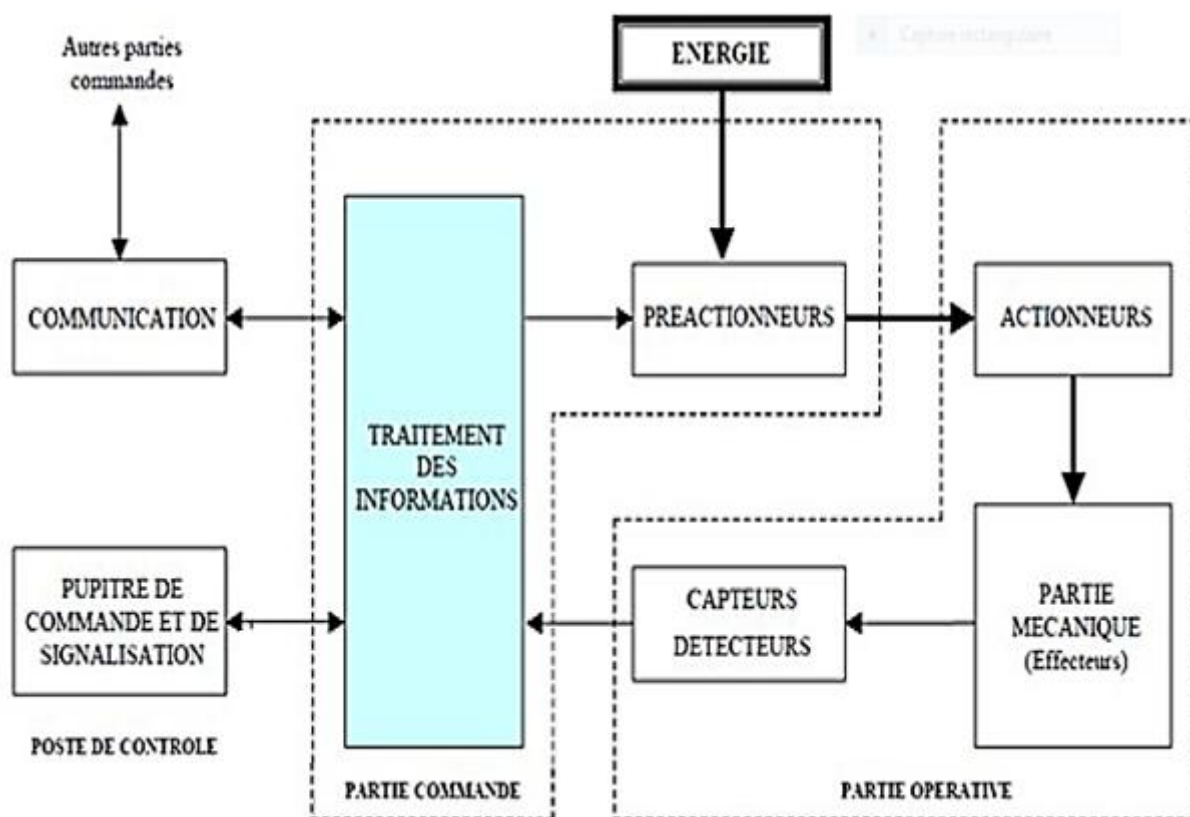 Autres parties
commandes
ENERGIE
COMMUNICATION
PREACTIONNEURS
ACTIONNEURS
TRAITEMENT
DES
INFORMATIONS
PUPITRE DE
COMMANDE ET DE
SIGNALISATION
CAPTEURS
DETECTEURS
PARTIE
MECANIQUE
(Effecteurs)
POSTE DE CONTROLE
PARTIE COMMANDE
PARTIE OPERATIVE